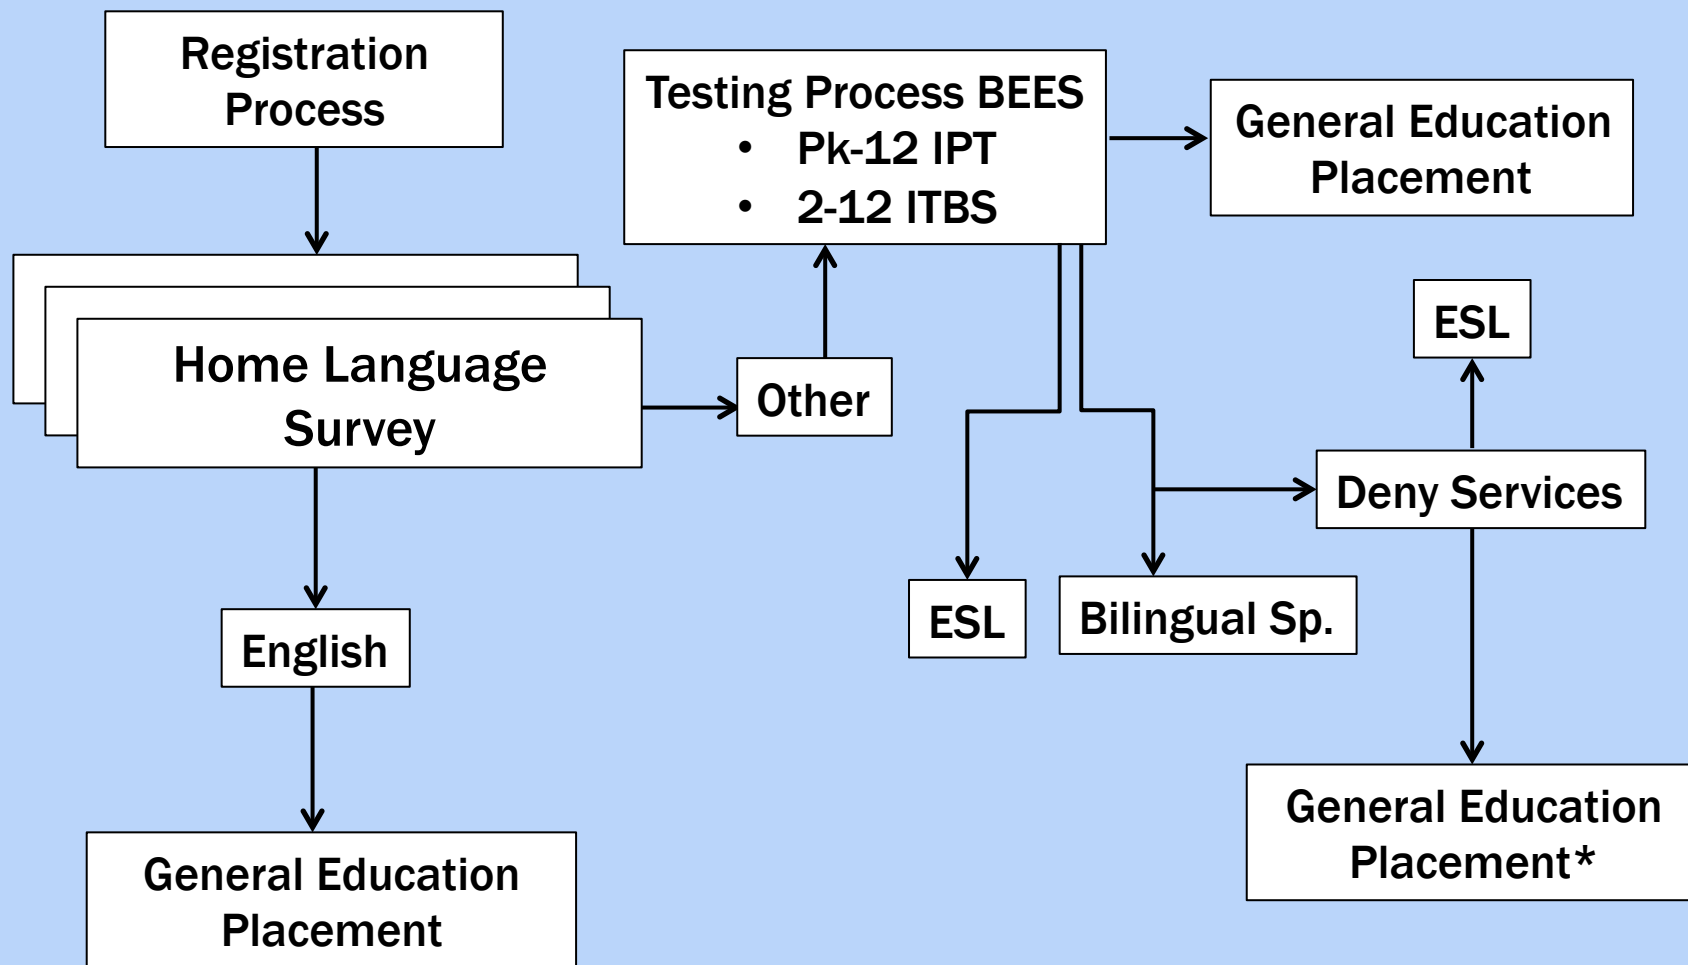 Registration
Process
Testing Process BEES
• Pk-12 IPT
• 2-12 ITBS
General Education
Placement
Home Language
Survey
Other
ESL
Deny Services
ESL
Bilingual Sp.
English
General Education
Placement*
General Education
Placement